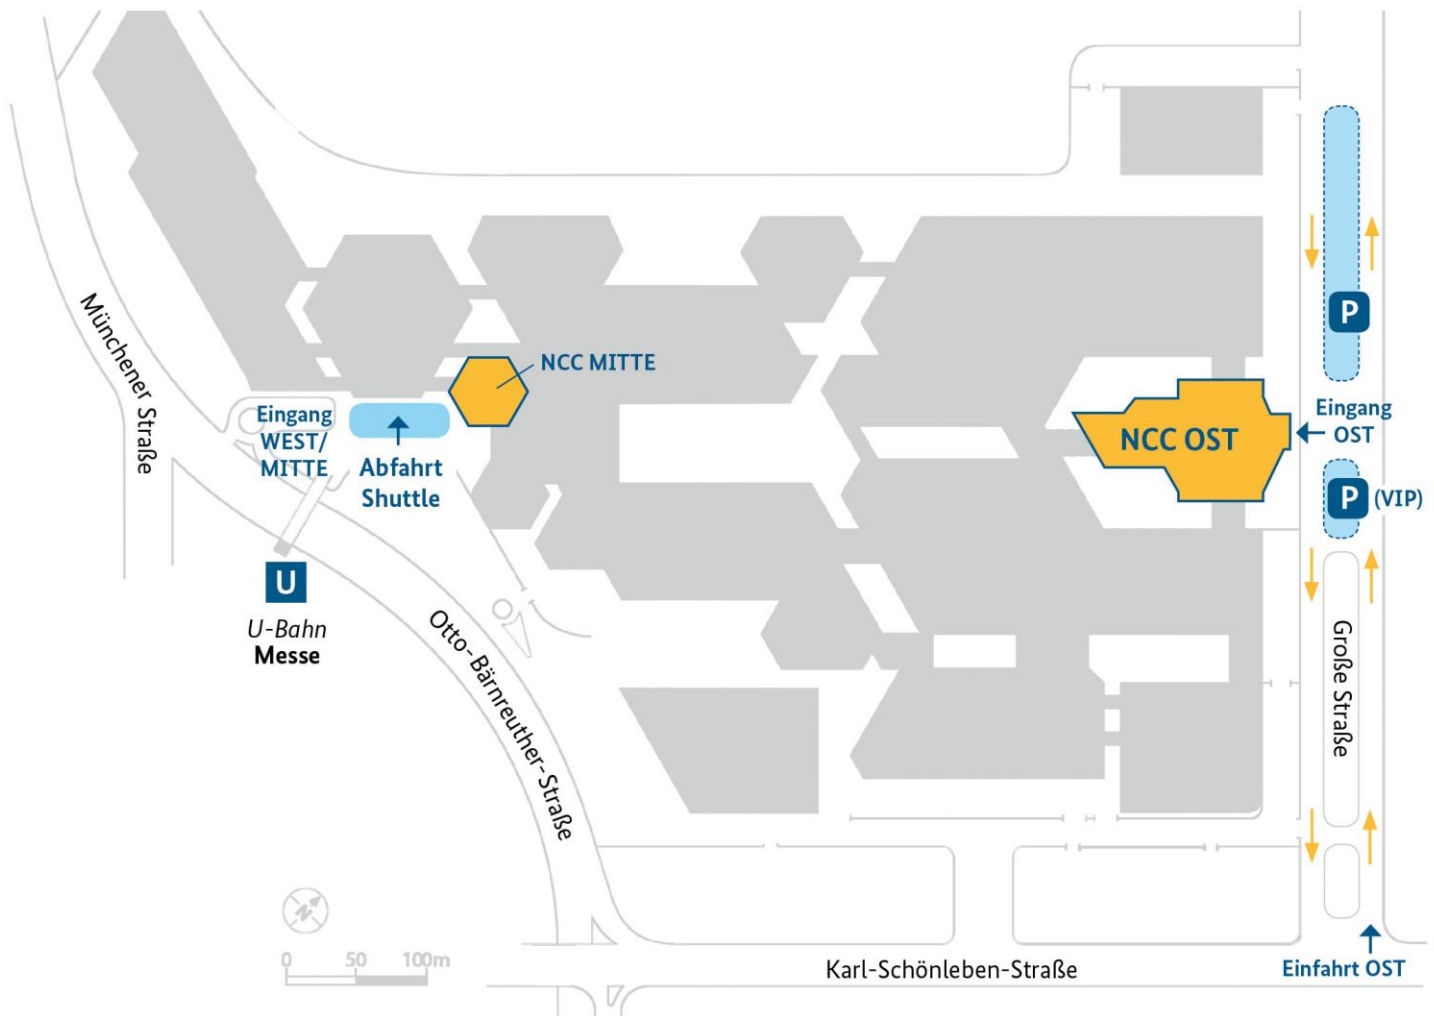 P
NCC MITTE
Münchener Straße
Eingang
WEST/
MITTE
Abfahrt
Shuttle
NCC OST
Eingang
OST
P
(VIP)
U
U-Bahn
Messe
Otto-Bärnreuther-Straße
Große Straße
N
0 50 100m
Karl-Schönleben-Straße
Einfahrt OST